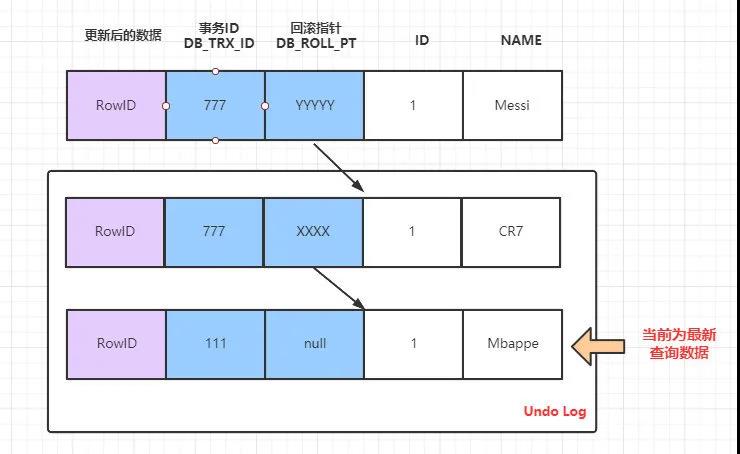 更新后的数据
事务ID
DB_TRX_ID
回滚指针
DB_ROLL_PT
ID
NAME
RowID
777
YYYYY
1
Messi
RowID
777
XXXX
1
CR7
RowID
111
null
1
Mbappe
当前为最新
查询数据
Undo Log